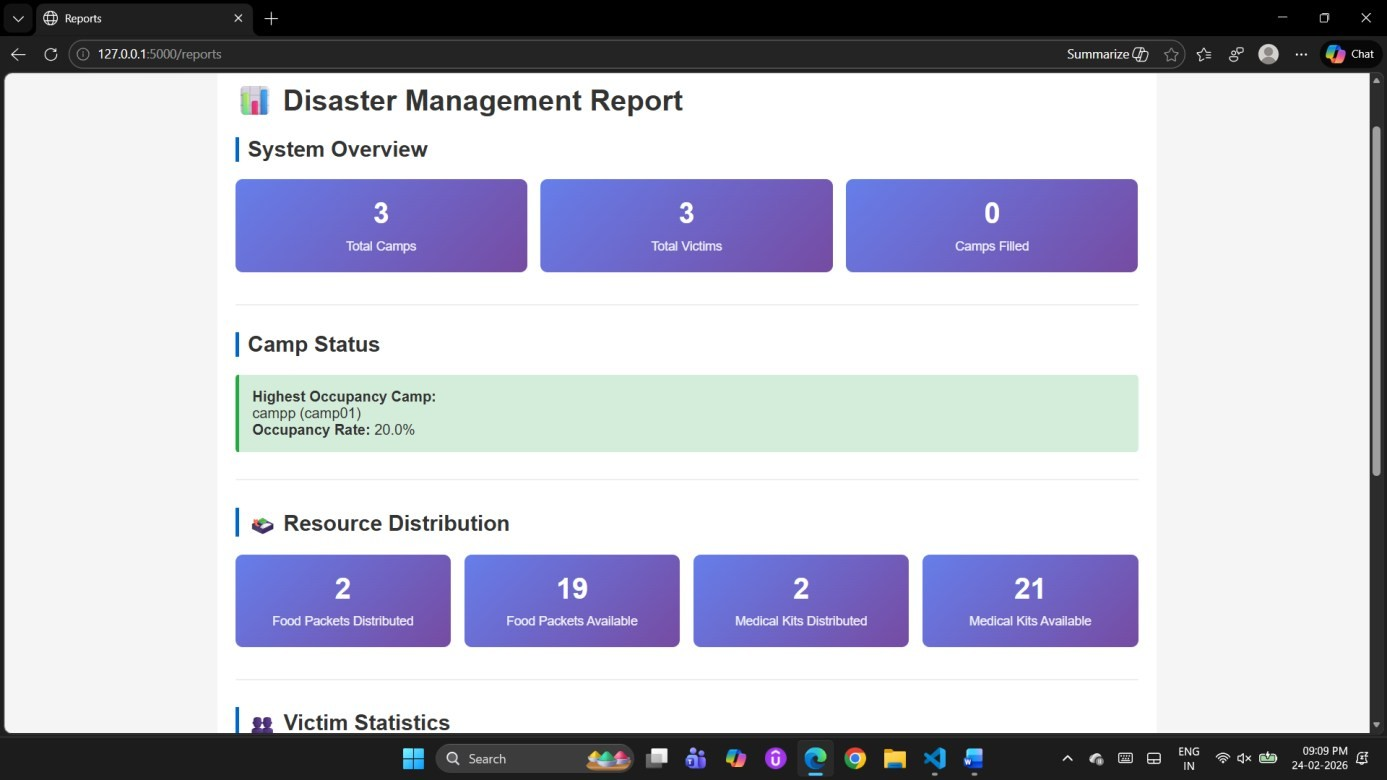 Reports
127.0.0.1:5000/reports
Summarize
Chat
Disaster Management Report
System Overview
3
Total Camps
3
Total Victims
0
Camps Filled
Camp Status
Highest Occupancy Camp:
campp (camp01)
Occupancy Rate: 20.0%
Resource Distribution
2
Food Packets Distributed
19
Food Packets Available
2
Medical Kits Distributed
21
Medical Kits Available
Victim Statistics
Search
ENG
IN
09:09 PM
24-02-2026